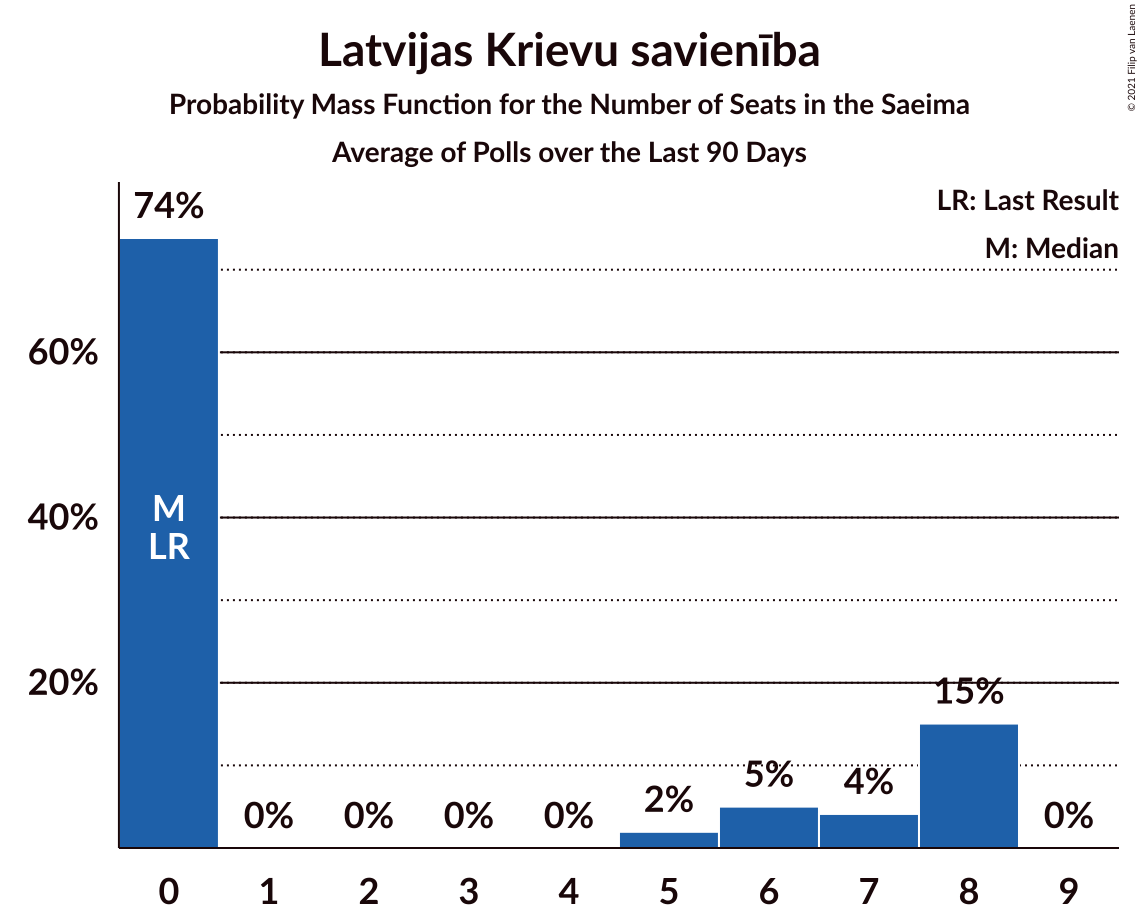 Latvijas Krievu savienība
Probability Mass Function for the Number of Seats in the Saeima
Average of Polls over the Last 90 Days
© 2021 Filip van Laenen
LR: Last Result
M: Median
74%
60%
40%
20%
M
LR
0%
0%
0%
0%
2%
5%
4%
15%
0%
0
1
2
3
4
5
6
7
8
9